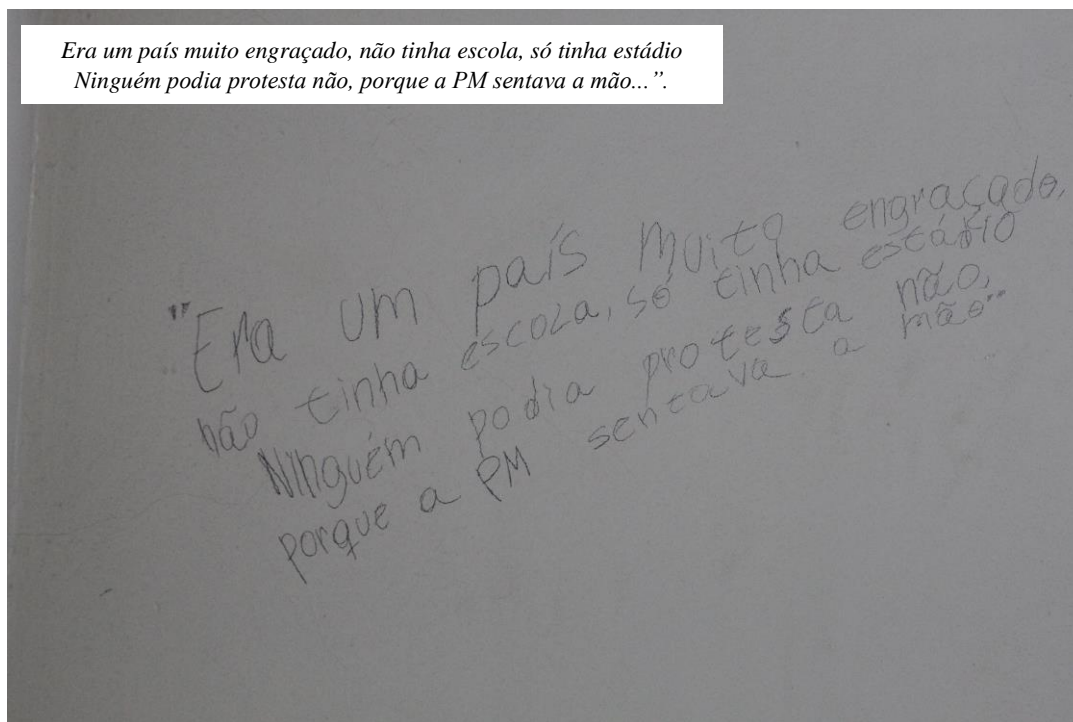 Era um país muito engraçado, não tinha escola, só tinha estádio
Ninguém podia protesta não, porque a PM sentava a mão...”.
"Era um país muito engraçado,
não tinha escola, só tinha estádio
Ninguém podia protesta não,
porque a PM sentava a mão"